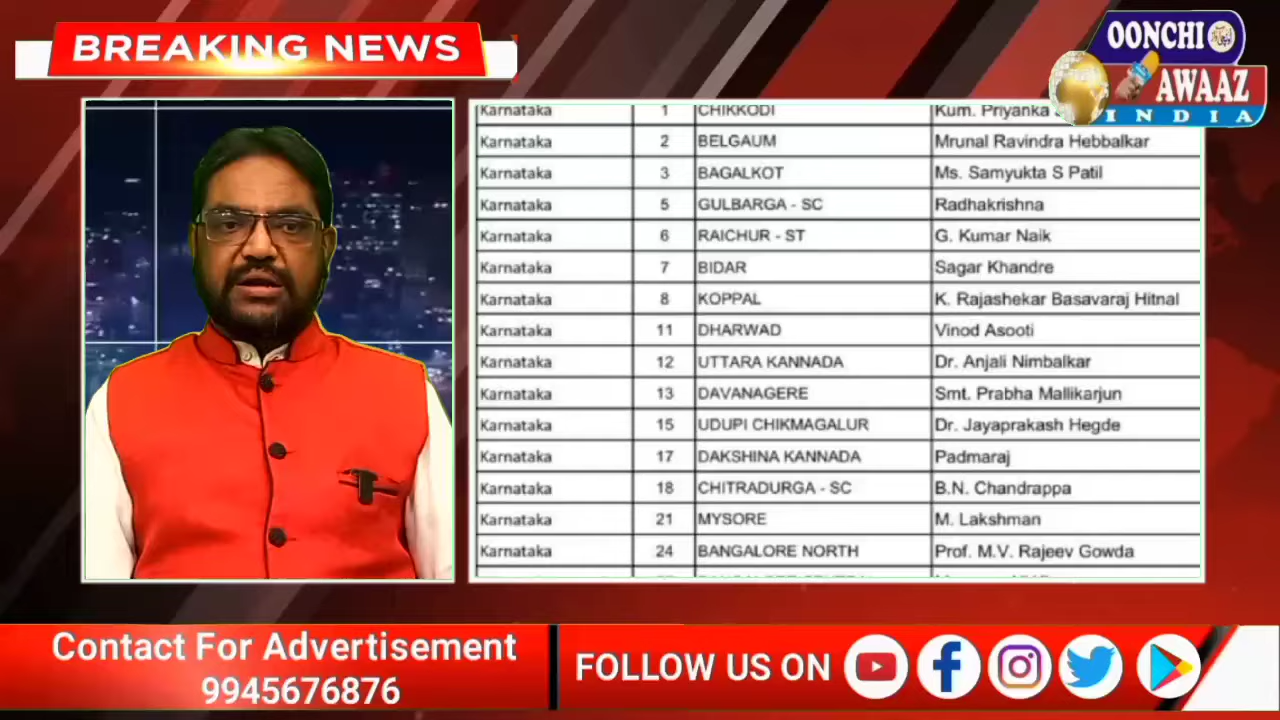 BREAKING NEWS
OONCHI
AWAAZ
INDIA
Karnataka 1 CHIKKODI Kum. Priyanka
Karnataka 2 BELGAUM Mrunal Ravindra Hebbalkar
Karnataka 3 BAGALKOT Ms. Samyukta S Patil
Karnataka 5 GULBARGA - SC Radhakrishna
Karnataka 6 RAICHUR - ST G. Kumar Naik
Karnataka 7 BIDAR Sagar Khandre
Karnataka 8 KOPPAL K. Rajashekar Basavaraj Hitnal
Karnataka 11 DHARWAD Vinod Asooti
Karnataka 12 UTTARA KANNADA Dr. Anjali Nimbalkar
Karnataka 13 DAVANAGERE Smt. Prabha Mallikarjun
Karnataka 15 UDUPI CHIKMAGALUR Dr. Jayaprakash Hegde
Karnataka 17 DAKSHINA KANNADA Padmaraj
Karnataka 18 CHITRADURGA - SC B.N. Chandrappa
Karnataka 21 MYSORE M. Lakshman
Karnataka 24 BANGALORE NORTH Prof. M.V. Rajeev Gowda
Contact For Advertisement
9945676876
FOLLOW US ON